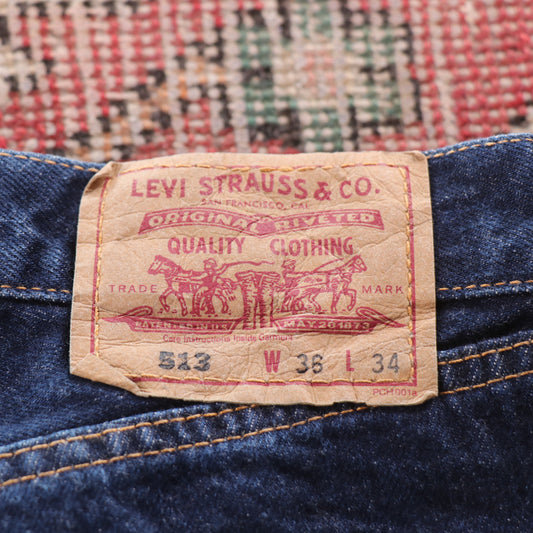 LEVI STRAUSS & CO.
SAN FRANCISCO, CAL.
ORIGINAL RIVETED
QUALITY CLOTHING
TRADE MARK
PATENTED IN U.S. MAY 20 1873
Care Instructions Inside Garment
513 W 36 L 34